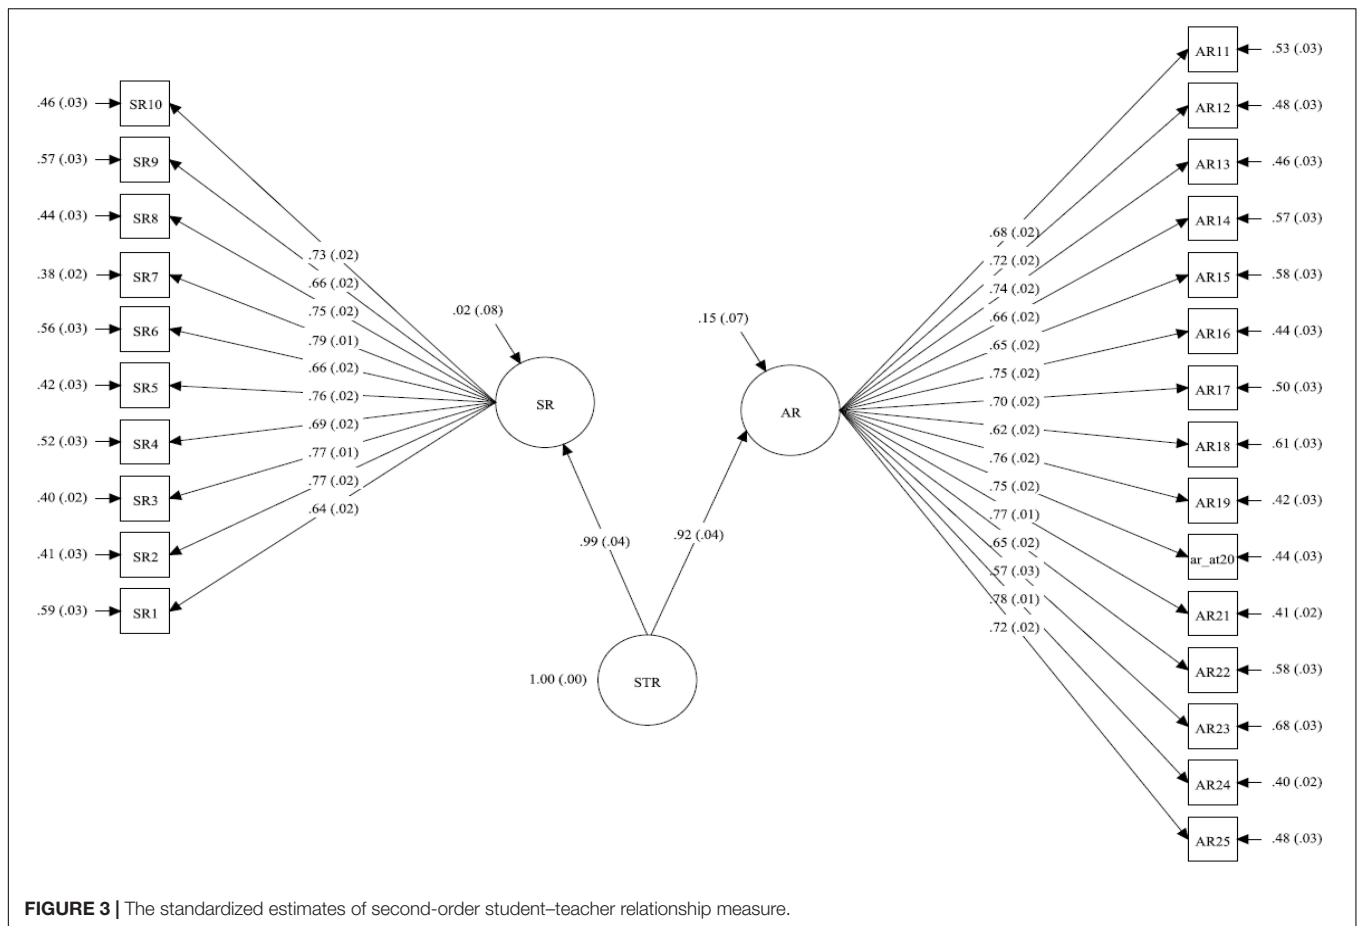 .46 (.03) SR10
.57 (.03) SR9
.44 (.03) SR8
.38 (.02) SR7
.56 (.03) SR6
.42 (.03) SR5
.52 (.03) SR4
.40 (.02) SR3
.41 (.03) SR2
.59 (.03) SR1
.73 (.02)
.66 (.02)
.75 (.02)
.79 (.01)
.66 (.02)
.76 (.02)
.69 (.02)
.77 (.01)
.77 (.02)
.64 (.02)
.02 (.08)
SR
.15 (.07)
AR
.99 (.04)
.92 (.04)
1.00 (.00) STR
.68 (.02)
.72 (.02)
.74 (.02)
.66 (.02)
.65 (.02)
.75 (.02)
.70 (.02)
.62 (.02)
.76 (.02)
.75 (.02)
.77 (.01)
.65 (.02)
.57 (.03)
.78 (.01)
.72 (.02)
AR11 .53 (.03)
AR12 .48 (.03)
AR13 .46 (.03)
AR14 .57 (.03)
AR15 .58 (.03)
AR16 .44 (.03)
AR17 .50 (.03)
AR18 .61 (.03)
AR19 .42 (.03)
ar_at20 .44 (.03)
AR21 .41 (.02)
AR22 .58 (.03)
AR23 .68 (.03)
AR24 .40 (.02)
AR25 .48 (.03)
FIGURE 3 | The standardized estimates of second-order student–teacher relationship measure.